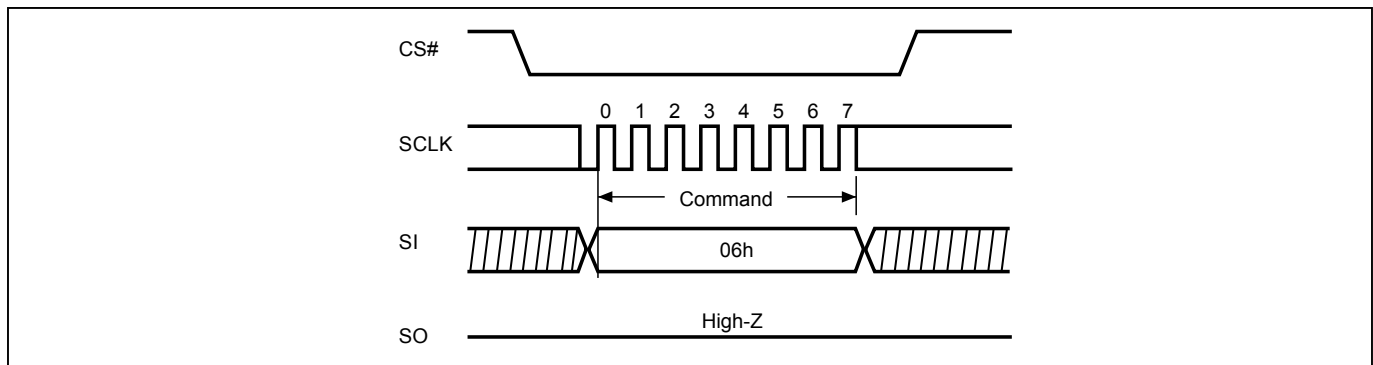 CS#
0 1 2 3 4 5 6 7
SCLK
Command
SI
06h
High-Z
SO